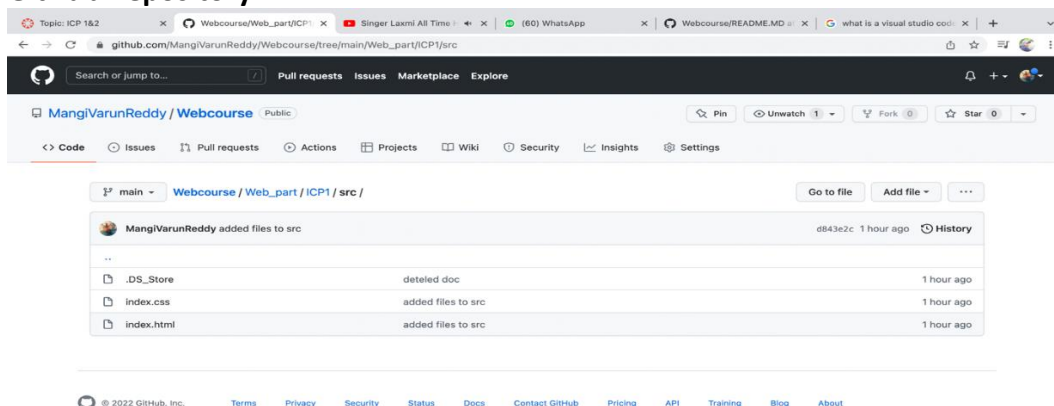 Topic: ICP 1&2
Webcourse/Web_part/ICP1
Singer Laxmi All Time
(60) WhatsApp
Webcourse/README.MD
what is a visual studio cod
github.com/MangiVarunReddy/Webcourse/tree/main/Web_part/ICP1/src
Search or jump to... / Pull requests Issues Marketplace Explore
MangiVarunReddy / Webcourse Public Pin Unwatch 1 Fork 0 Star 0
<> Code Issues Pull requests Actions Projects Wiki Security Insights Settings
main Webcourse / Web_part / ICP1 / src / Go to file Add file ...
MangiVarunReddy added files to src d843e2c 1 hour ago History
..
.DS_Store deteled doc 1 hour ago
index.css added files to src 1 hour ago
index.html added files to src 1 hour ago
© 2022 GitHub, Inc. Terms Privacy Security Status Docs Contact GitHub Pricing API Training Blog About